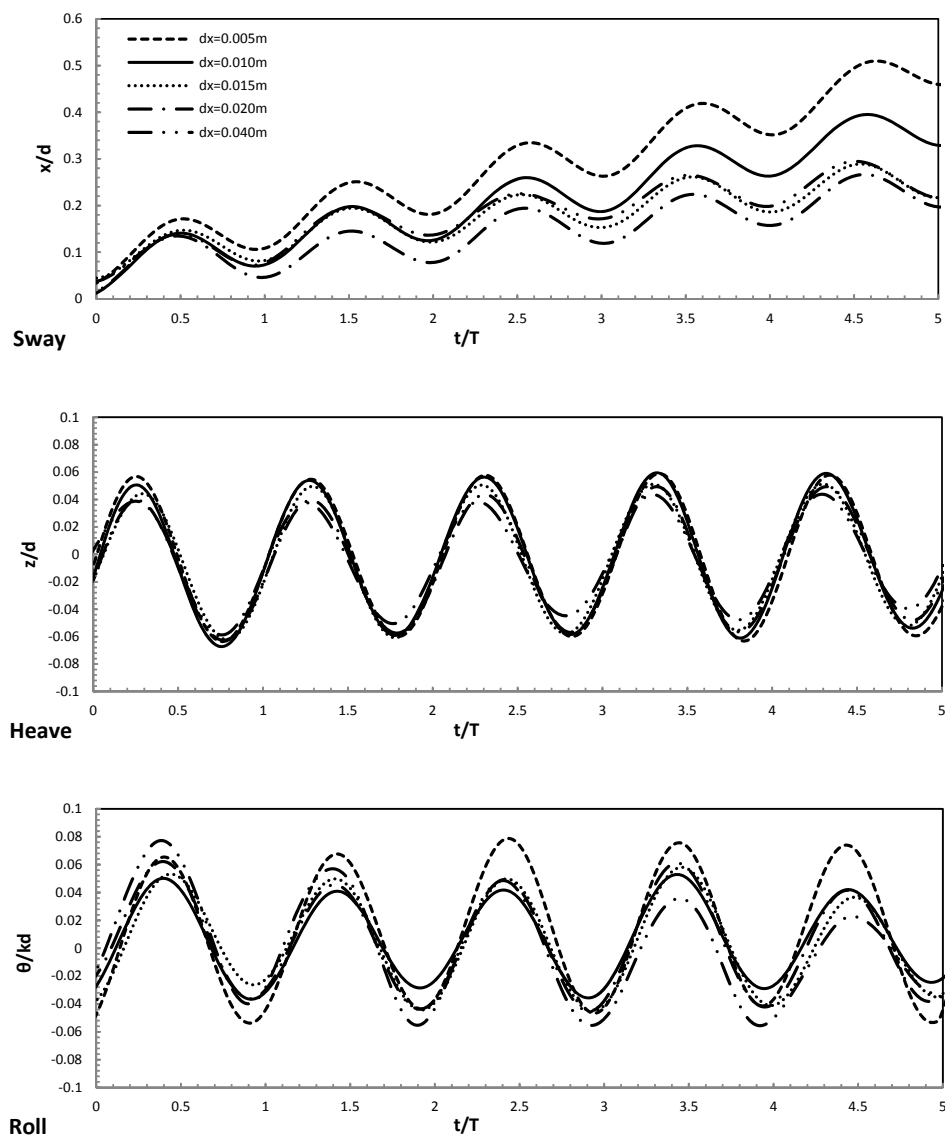 0.6
dx=0.005m
0.5
dx=0.010m
dx=0.015m
0.4
dx=0.020m
dx=0.040m
x/d
0.3
0.2
0.1
0
0 0.5 1 1.5 2 2.5 3 3.5 4 4.5 5
Sway
t/T
0.1
0.08
0.06
0.04
0.02
z/d
0
-0.02
-0.04
-0.06
-0.08
-0.1
0 0.5 1 1.5 2 2.5 3 3.5 4 4.5 5
Heave
t/T
0.1
0.08
0.06
0.04
0.02
θ/kd
0
-0.02
-0.04
-0.06
-0.08
-0.1
0 0.5 1 1.5 2 2.5 3 3.5 4 4.5 5
Roll
t/T